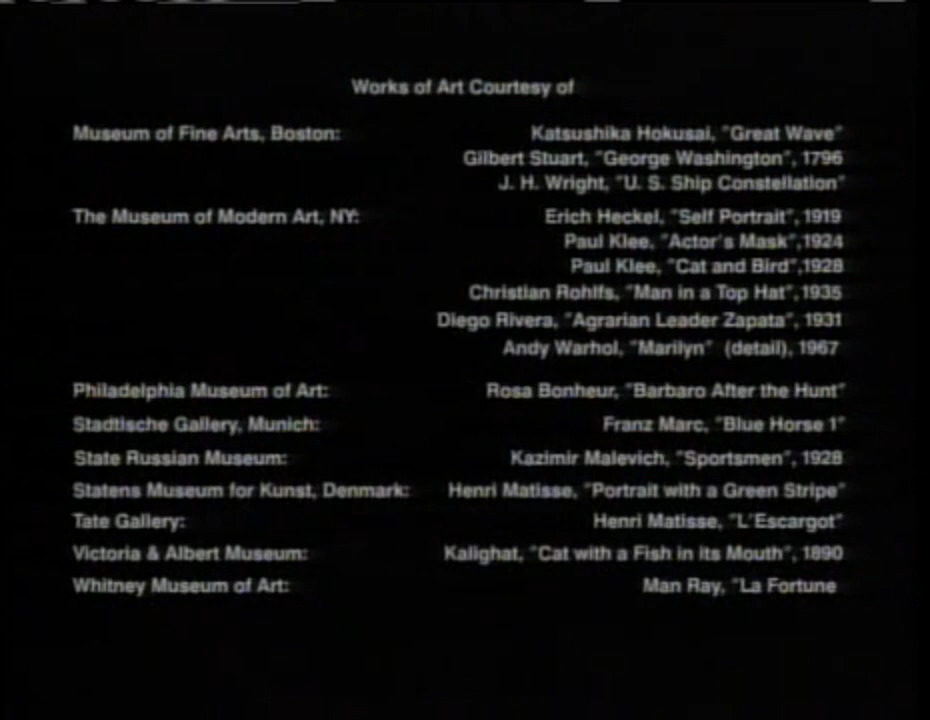 Works of Art Courtesy of
Museum of Fine Arts, Boston: Katsushika Hokusai, "Great Wave"
Gilbert Stuart, "George Washington", 1796
J. H. Wright, "U. S. Ship Constellation"
The Museum of Modern Art, NY: Erich Heckel, "Self Portrait", 1919
Paul Klee, "Actor's Mask",1924
Paul Klee, "Cat and Bird",1928
Christian Rohlfs, "Man in a Top Hat",1935
Diego Rivera, "Agrarian Leader Zapata", 1931
Andy Warhol, "Marilyn" (detail), 1967
Philadelphia Museum of Art: Rosa Bonheur, "Barbaro After the Hunt"
Stadtische Gallery, Munich: Franz Marc, "Blue Horse 1"
State Russian Museum: Kazimir Malevich, "Sportsmen", 1928
Statens Museum for Kunst, Denmark: Henri Matisse, "Portrait with a Green Stripe"
Tate Gallery: Henri Matisse, "L'Escargot"
Victoria & Albert Museum: Kalighat, "Cat with a Fish in its Mouth", 1890
Whitney Museum of Art: Man Ray, "La Fortune